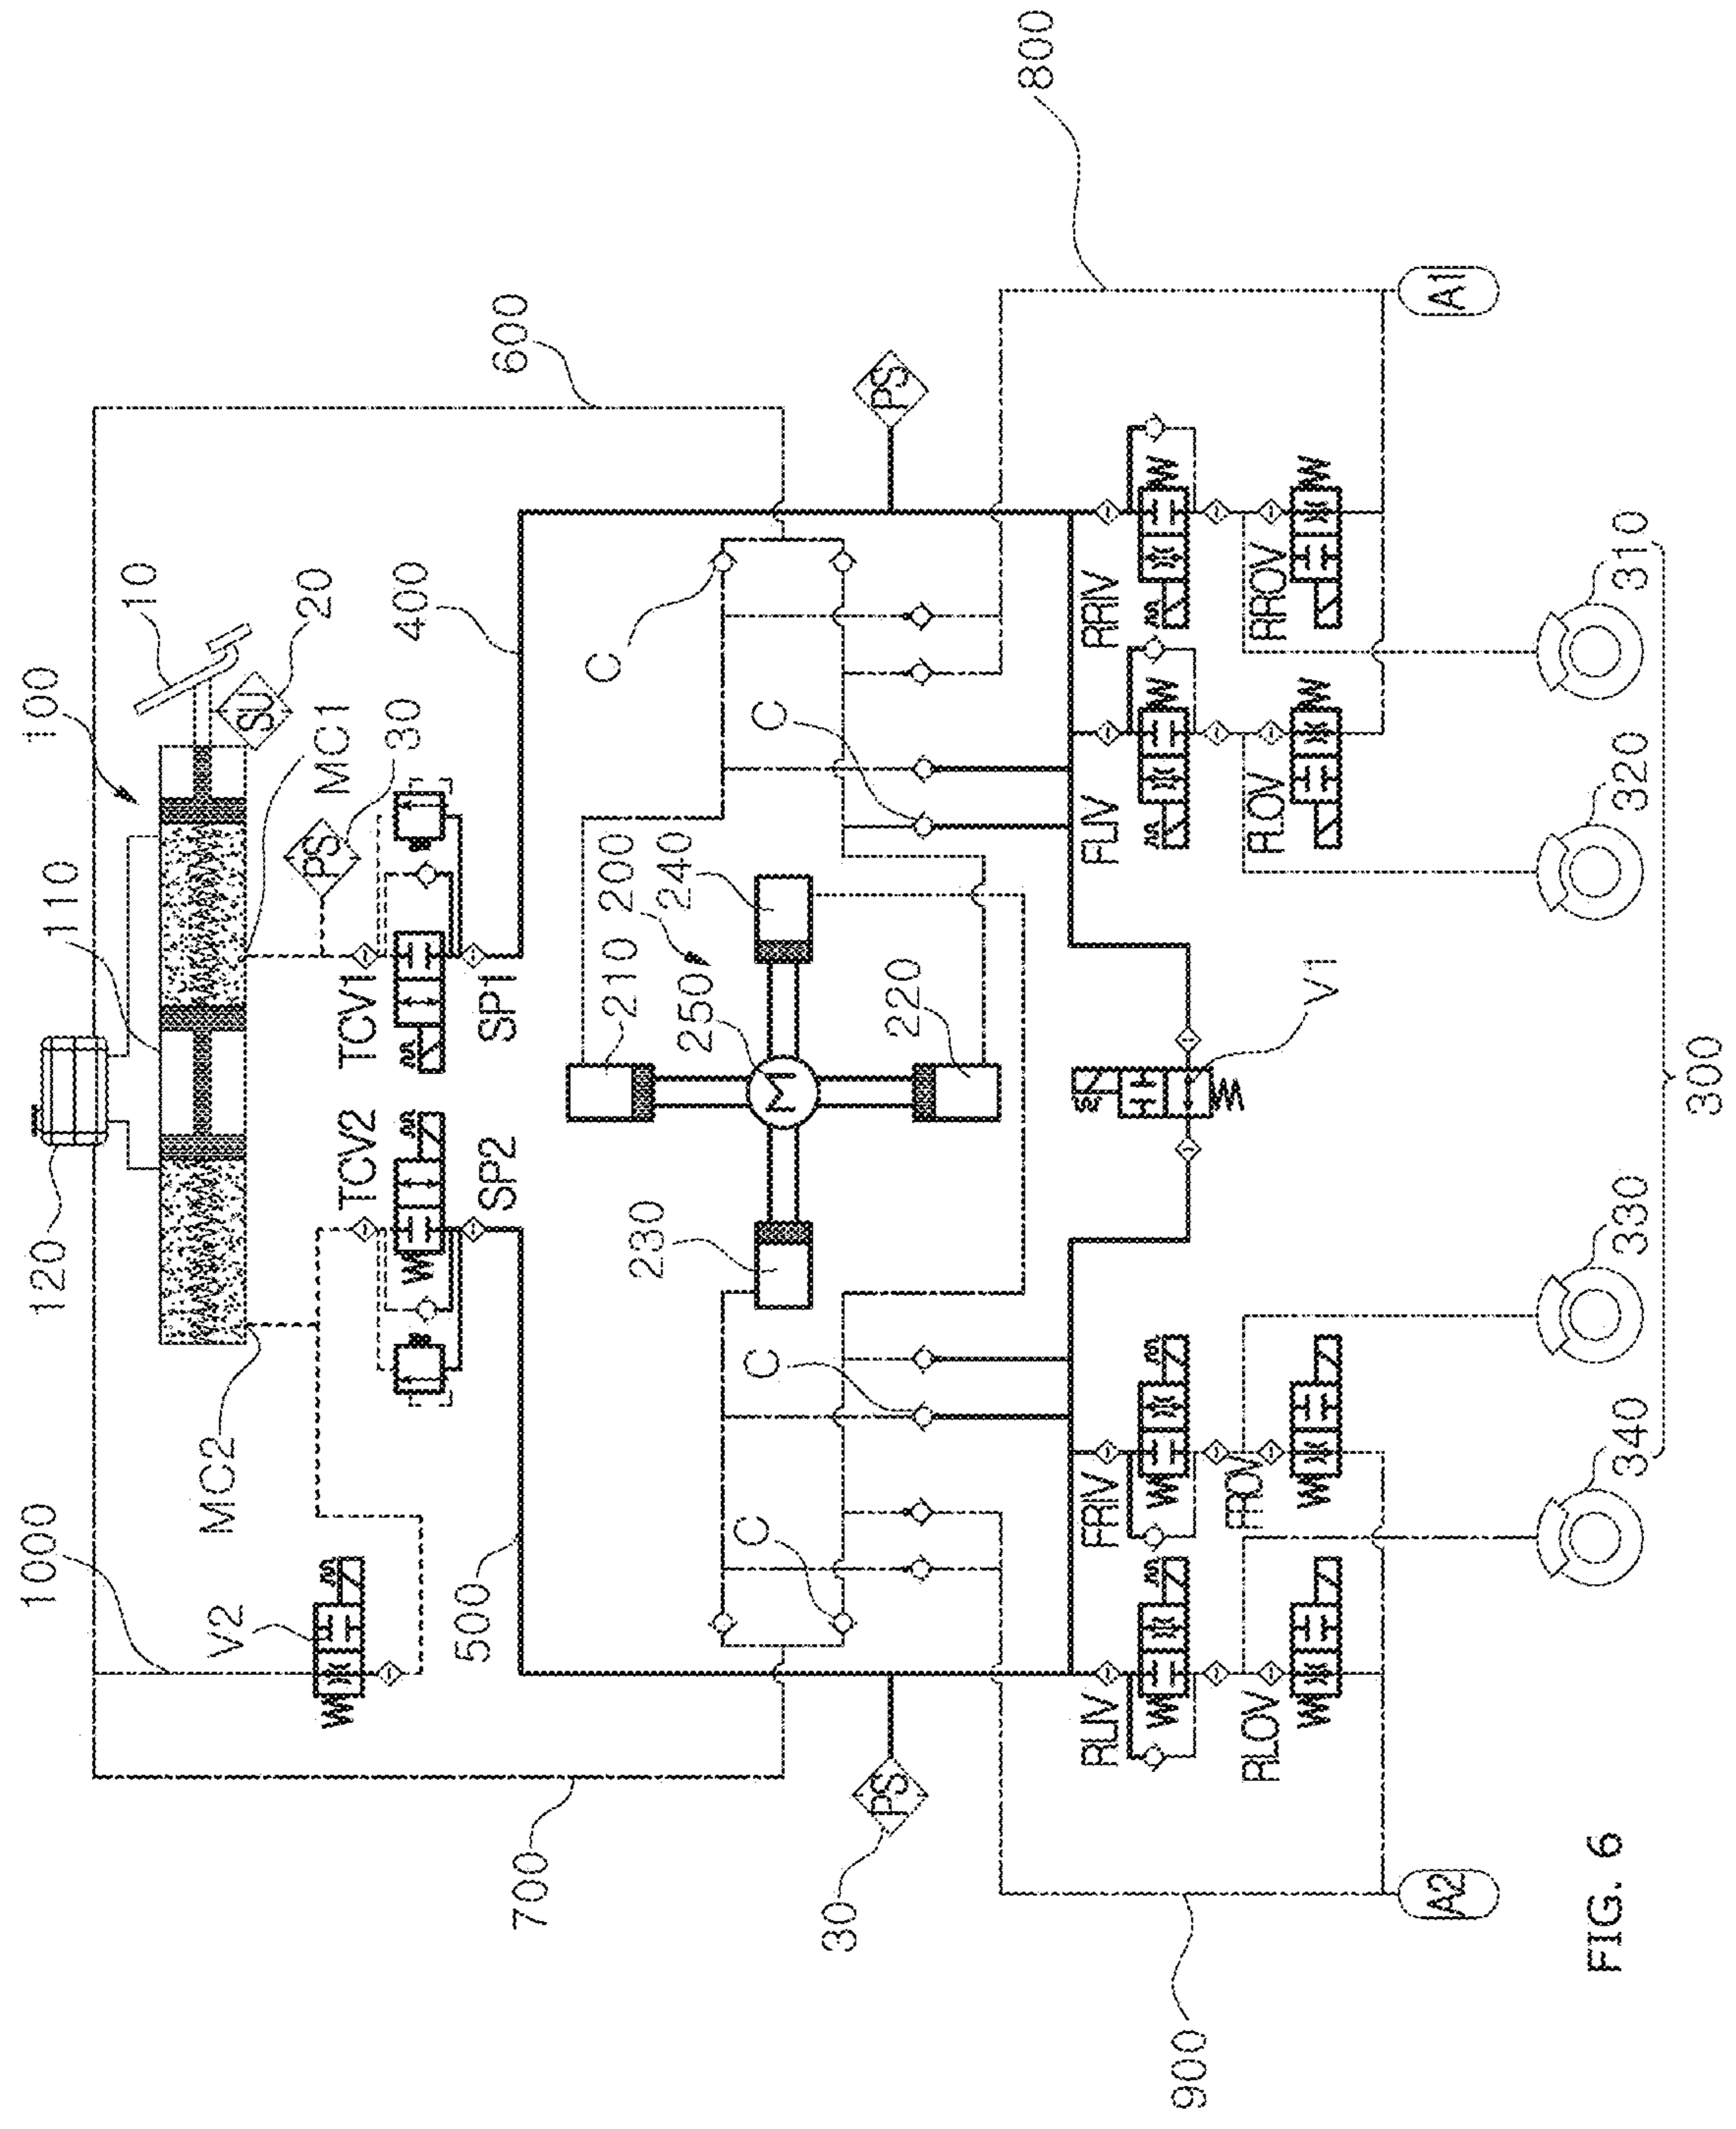 1000
120
110
100
10
V2
MC2
SU
20
MC1
PS
30
TCV2
TCV1
400
500
SP2
SP1
600
700
C
210
200
230
240
250
C
C
C
M
30
PS
PS
220
800
RLIV
FRIV
FLIV
RRIV
900
RLOV
FROV
FLOV
RROV
V1
A2
A1
340
330
320
310
300
FIG. 6